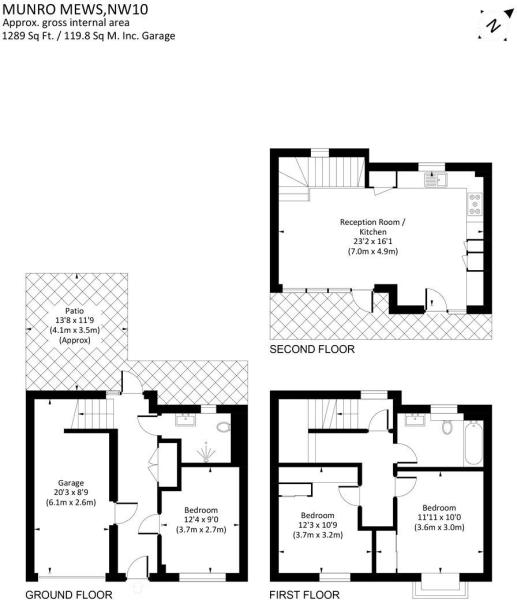 MUNRO MEWS,NW10
Approx. gross internal area
1289 Sq Ft. / 119.8 Sq M. Inc. Garage
N
Reception Room /
Kitchen
23'2 x 16'1
(7.0m x 4.9m)
SECOND FLOOR
Patio
13'8 x 11'9
(4.1m x 3.5m)
(Approx)
Garage
20'3 x 8'9
(6.1m x 2.6m)
Bedroom
12'4 x 9'0
(3.7m x 2.7m)
GROUND FLOOR
Bedroom
12'3 x 10'9
(3.7m x 3.2m)
Bedroom
11'11 x 10'0
(3.6m x 3.0m)
FIRST FLOOR